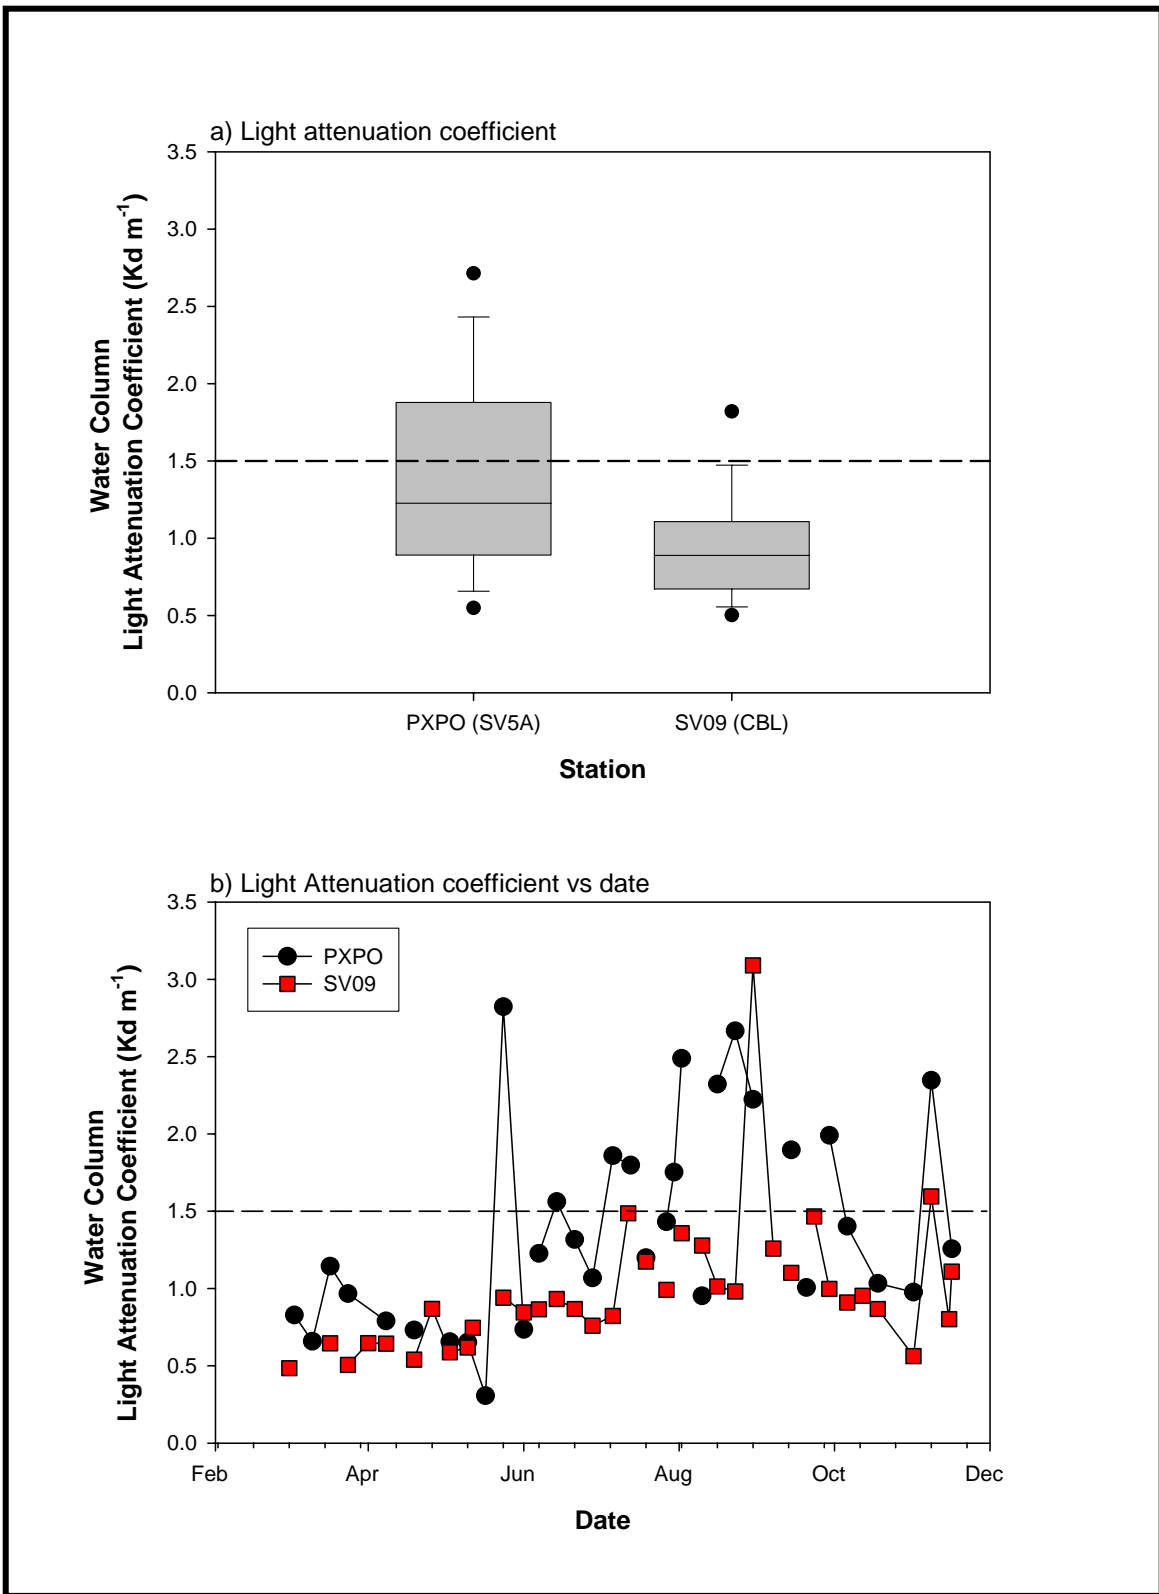 a) Light attenuation coefficient
3.5
3.0
2.5
2.0
1.5
1.0
0.5
0.0
Water Column
Light Attenuation Coefficient (Kd m⁻¹)
PXPO (SV5A) SV09 (CBL)
Station
b) Light Attenuation coefficient vs date
3.5
3.0
2.5
2.0
1.5
1.0
0.5
0.0
Water Column
Light Attenuation Coefficient (Kd m⁻¹)
PXPO
SV09
Feb Apr Jun Aug Oct Dec
Date